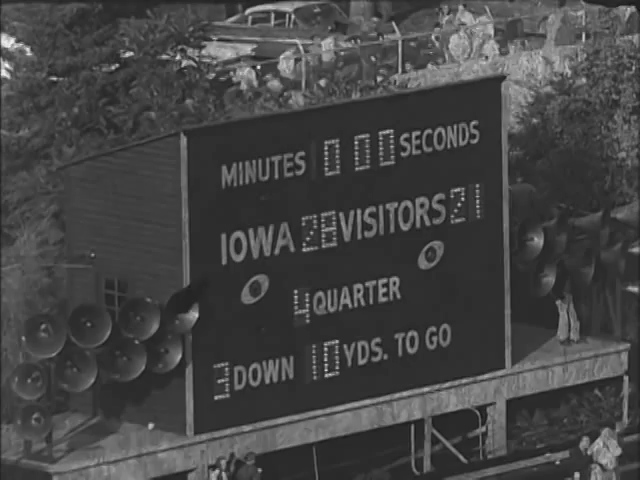 MINUTES 0 00 SECONDS
IOWA 28 VISITORS 21
4 QUARTER
3 DOWN 10 YDS. TO GO